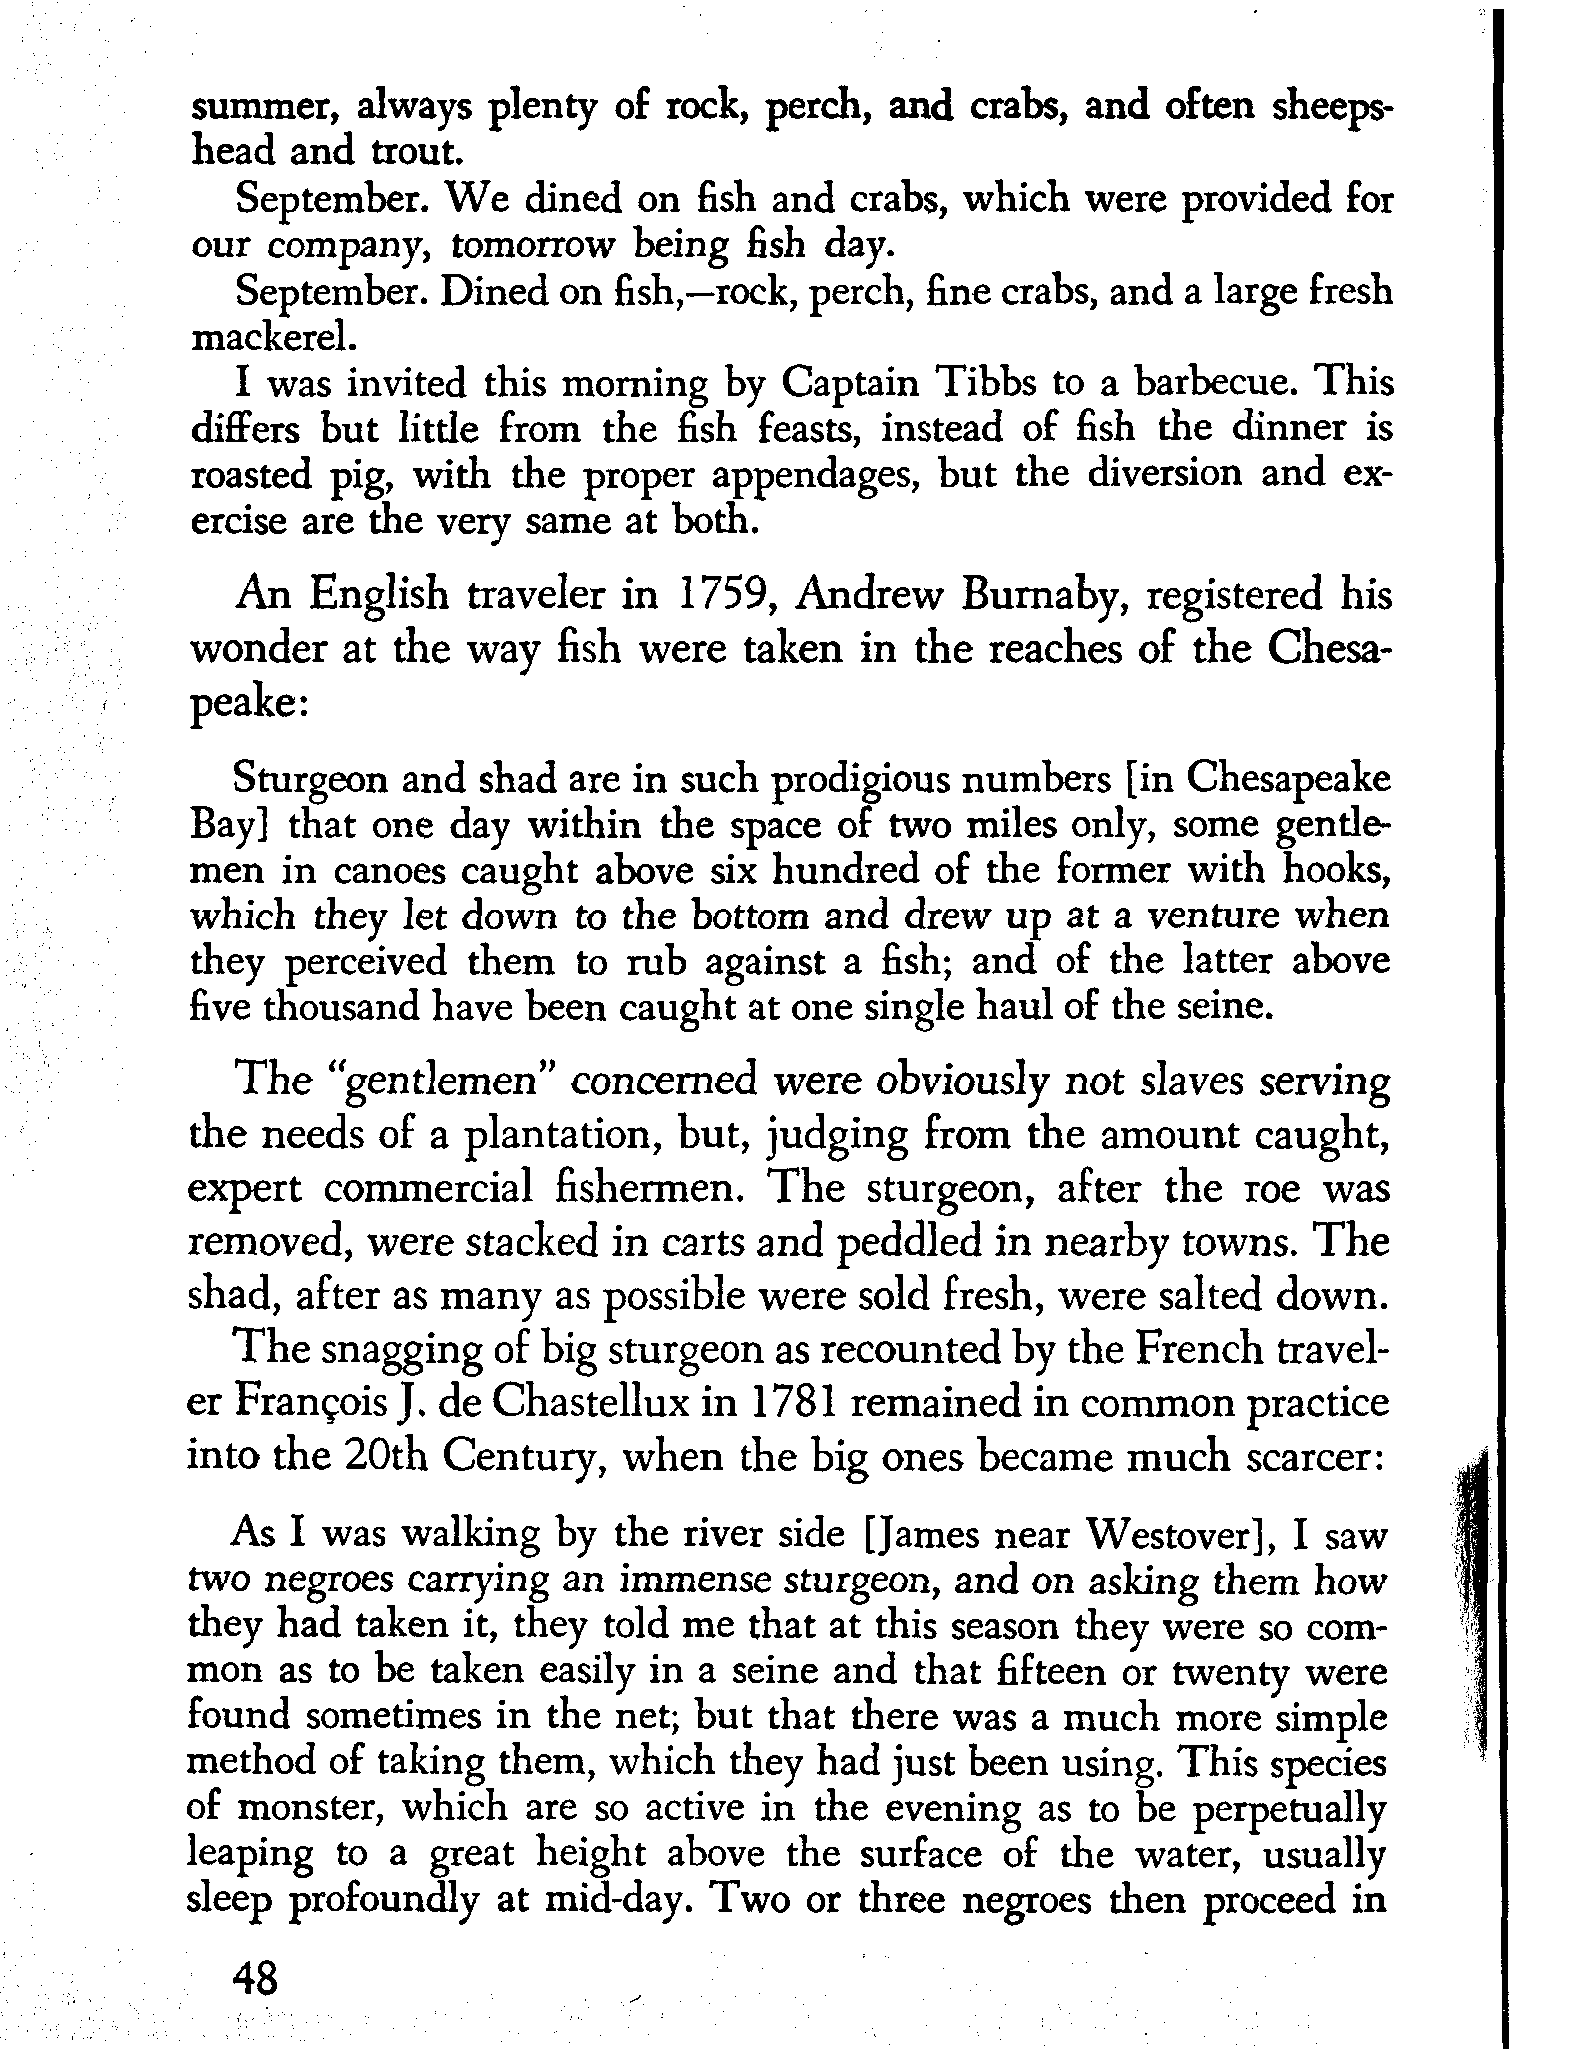 summer, always plenty of rock, perch, and crabs, and often sheeps-
head and trout.
September. We dined on fish and crabs, which were provided for
our company, tomorrow being fish day.
September. Dined on fish,—rock, perch, fine crabs, and a large fresh
mackerel.
I was invited this morning by Captain Tibbs to a barbecue. This
differs but little from the fish feasts, instead of fish the dinner is
roasted pig, with the proper appendages, but the diversion and ex-
ercise are the very same at both.
An English traveler in 1759, Andrew Burnaby, registered his
wonder at the way fish were taken in the reaches of the Chesa-
peake:
Sturgeon and shad are in such prodigious numbers [in Chesapeake
Bay] that one day within the space of two miles only, some gentle-
men in canoes caught above six hundred of the former with hooks,
which they let down to the bottom and drew up at a venture when
they perceived them to rub against a fish; and of the latter above
five thousand have been caught at one single haul of the seine.
The "gentlemen" concerned were obviously not slaves serving
the needs of a plantation, but, judging from the amount caught,
expert commercial fishermen. The sturgeon, after the roe was
removed, were stacked in carts and peddled in nearby towns. The
shad, after as many as possible were sold fresh, were salted down.
The snagging of big sturgeon as recounted by the French travel-
er François J. de Chastellux in 1781 remained in common practice
into the 20th Century, when the big ones became much scarcer:
As I was walking by the river side [James near Westover], I saw
two negroes carrying an immense sturgeon, and on asking them how
they had taken it, they told me that at this season they were so com-
mon as to be taken easily in a seine and that fifteen or twenty were
found sometimes in the net; but that there was a much more simple
method of taking them, which they had just been using. This species
of monster, which are so active in the evening as to be perpetually
leaping to a great height above the surface of the water, usually
sleep profoundly at mid-day. Two or three negroes then proceed in
48